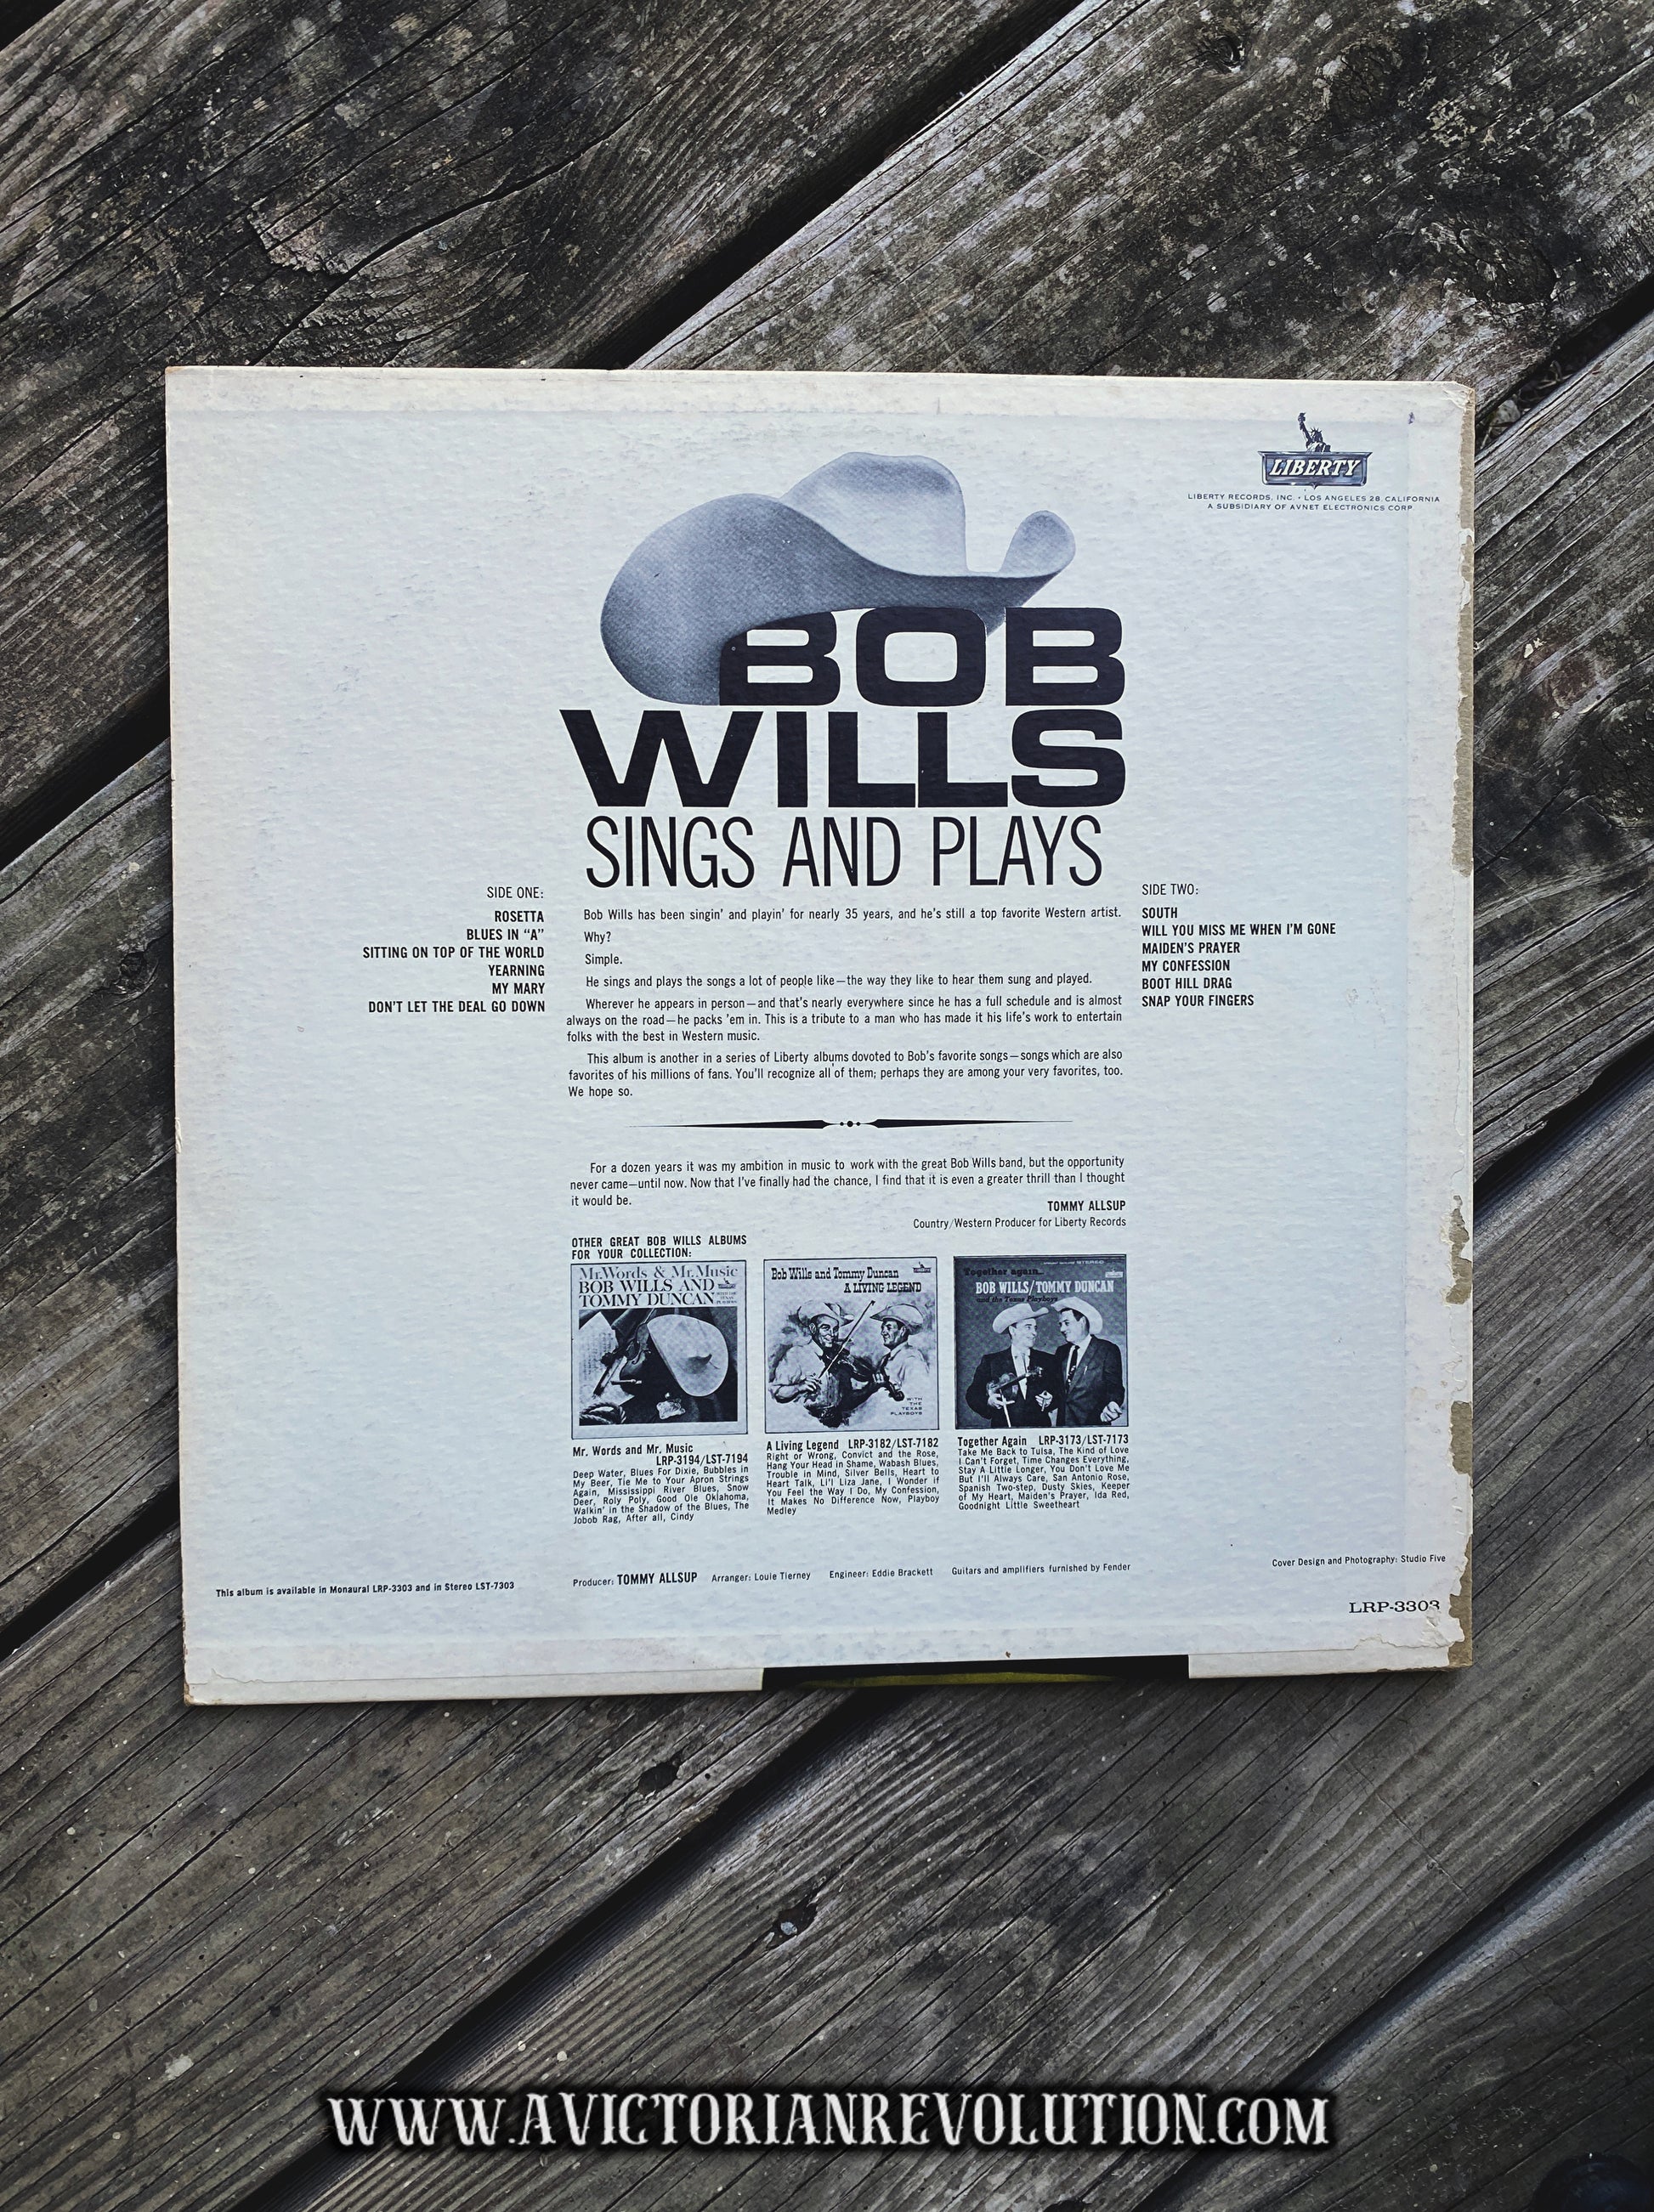 LIBERTY
LIBERTY RECORDS, INC. • LOS ANGELES 28, CALIFORNIA
A SUBSIDIARY OF AVNET ELECTRONICS CORP.
BOB
WILLS
SINGS AND PLAYS
SIDE ONE:
ROSETTA
BLUES IN “A”
SITTING ON TOP OF THE WORLD
YEARNING
MY MARY
DON'T LET THE DEAL GO DOWN
Bob Wills has been singin' and playin' for nearly 35 years, and he's still a top favorite Western artist.
Why?
Simple.
He sings and plays the songs a lot of people like—the way they like to hear them sung and played.
Wherever he appears in person—and that's nearly everywhere since he has a full schedule and is almost
always on the road—he packs 'em in. This is a tribute to a man who has made it his life's work to entertain
folks with the best in Western music.
This album is another in a series of Liberty albums dovoted to Bob's favorite songs—songs which are also
favorites of his millions of fans. You'll recognize all of them; perhaps they are among your very favorites, too.
We hope so.
SIDE TWO:
SOUTH
WILL YOU MISS ME WHEN I'M GONE
MAIDEN'S PRAYER
MY CONFESSION
BOOT HILL DRAG
SNAP YOUR FINGERS
For a dozen years it was my ambition in music to work with the great Bob Wills band, but the opportunity
never came—until now. Now that I've finally had the chance, I find that it is even a greater thrill than I thought
it would be.
TOMMY ALLSUP
Country/Western Producer for Liberty Records
OTHER GREAT BOB WILLS ALBUMS
FOR YOUR COLLECTION:
Mr. Words & Mr. Music
BOB WILLS AND
TOMMY DUNCAN
Bob Wills and Tommy Duncan
A LIVING LEGEND
WITH
THE
TEXAS
PLAYBOYS
Together again...
BOB WILLS/TOMMY DUNCAN
and the Texas Playboys
Mr. Words and Mr. Music
LRP-3194/LST-7194
Deep Water, Blues For Dixie, Bubbles in
My Beer, Tie Me to Your Apron Strings
Again, Mississippi River Blues, Snow
Deer, Roly Poly, Good Ole Oklahoma,
Walkin' in the Shadow of the Blues, The
Jobob Rag, After all, Cindy
A Living Legend LRP-3182/LST-7182
Right or Wrong, Convict and the Rose,
Hang Your Head in Shame, Wabash Blues,
Trouble in Mind, Silver Bells, Heart to
Heart Talk, Li'l Liza Jane, I Wonder if
You Feel the Way I Do, My Confession,
It Makes No Difference Now, Playboy
Medley
Together Again LRP-3173/LST-7173
Take Me Back to Tulsa, The Kind of Love
I Can't Forget, Time Changes Everything,
Stay A Little Longer, You Don't Love Me
But I'll Always Care, San Antonio Rose,
Spanish Two-step, Dusty Skies, Keeper
of My Heart, Maiden's Prayer, Ida Red,
Goodnight Little Sweetheart
This album is available in Monaural LRP-3303 and in Stereo LST-7303
Producer: TOMMY ALLSUP Arranger: Louie Tierney Engineer: Eddie Brackett Guitars and amplifiers furnished by Fender
Cover Design and Photography: Studio Five
LRP-3303
WWW.AVICTORIANREVOLUTION.COM